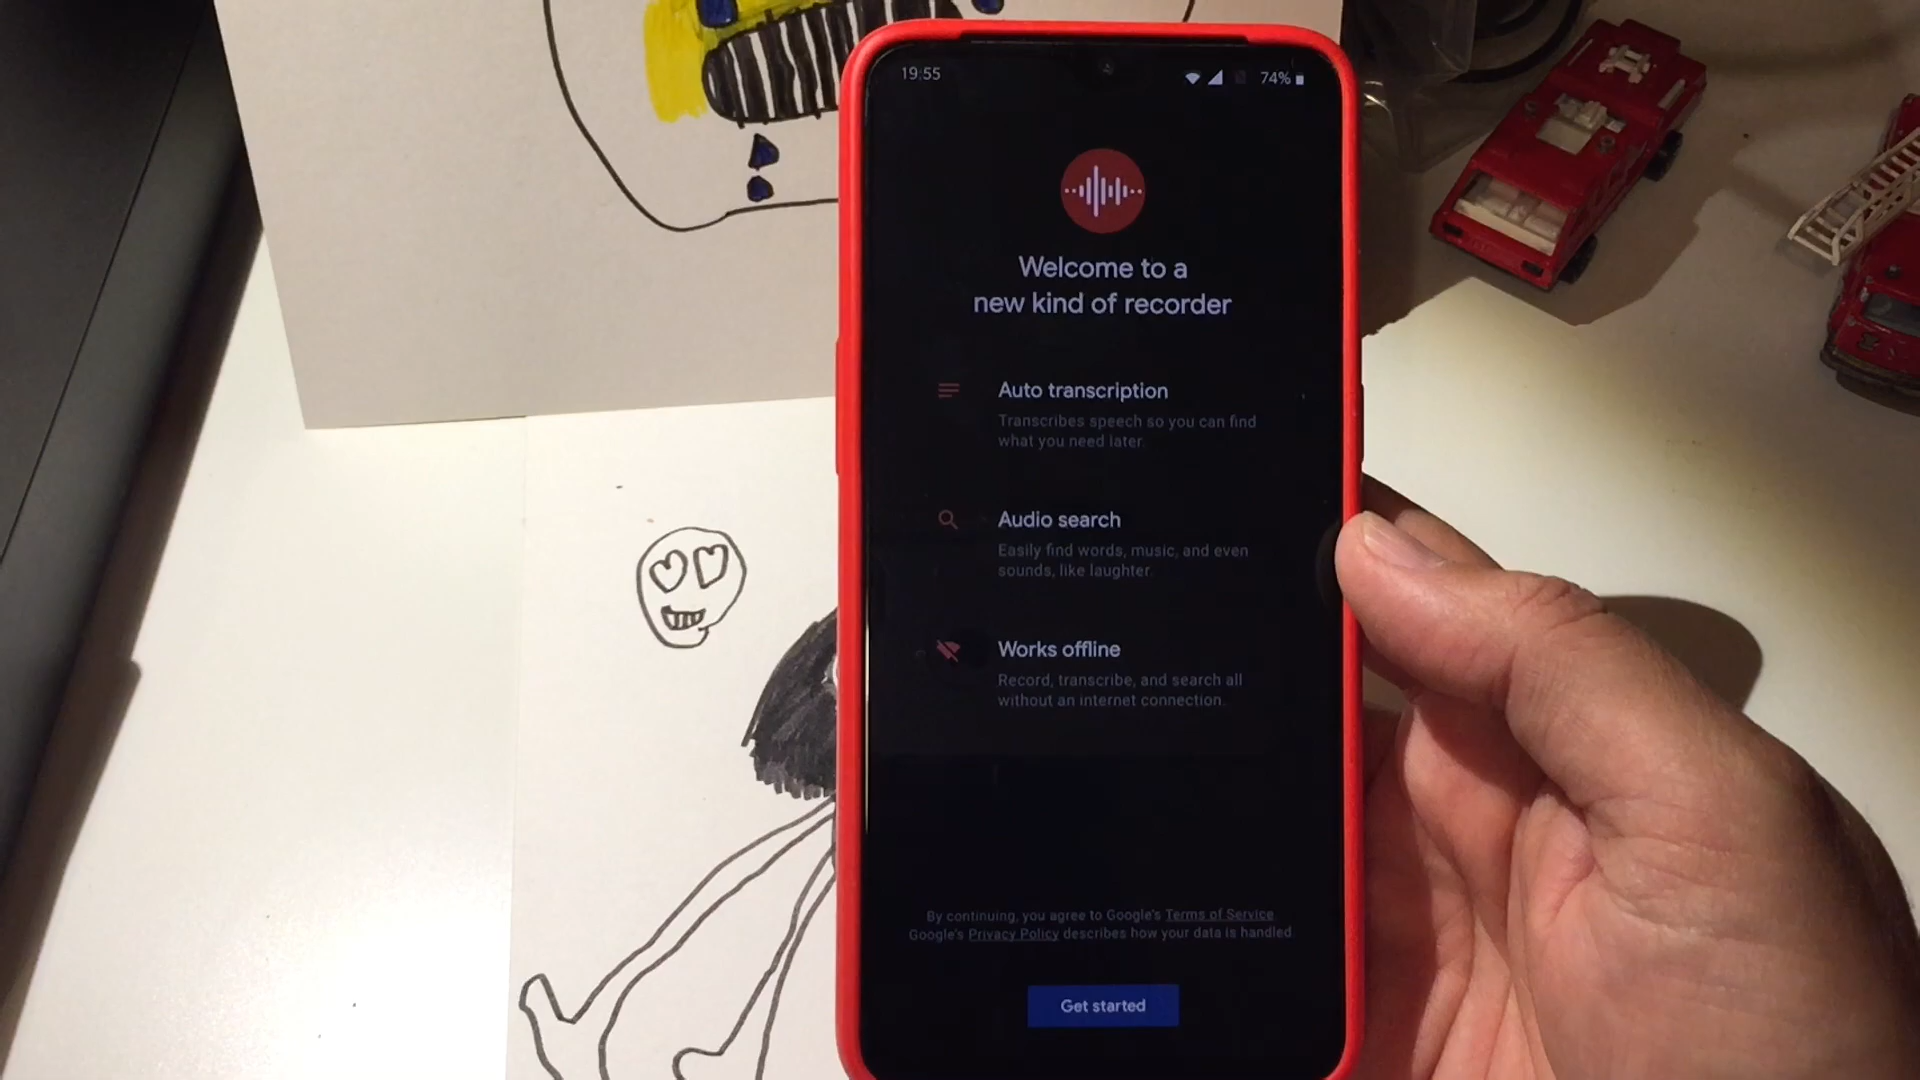 19:55
74%
Welcome to a
new kind of recorder
Auto transcription
Transcribes speech so you can find
what you need later.
Audio search
Easily find words, music, and even
sounds, like laughter.
Works offline
Record, transcribe, and search all
without an internet connection.
By continuing, you agree to Google's Terms of Service
Google's Privacy Policy describes how your data is handled
Get started